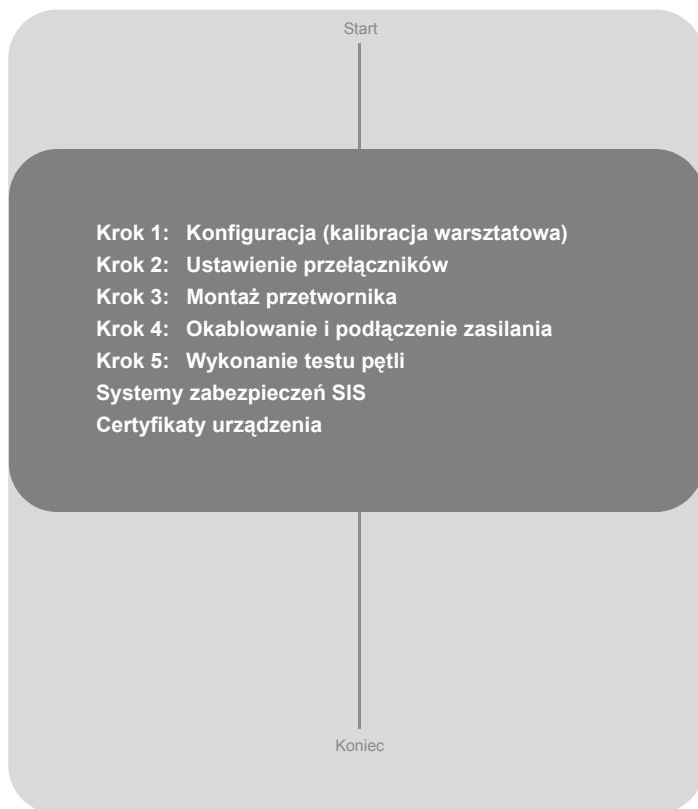 Start
Krok 1: Konfiguracja (kalibracja warsztatowa)
Krok 2: Ustawienie przełączników
Krok 3: Montaż przetwornika
Krok 4: Okablowanie i podłączenie zasilania
Krok 5: Wykonanie testu pętli
Systemy zabezpieczeń SIS
Certyfikaty urządzenia
Koniec